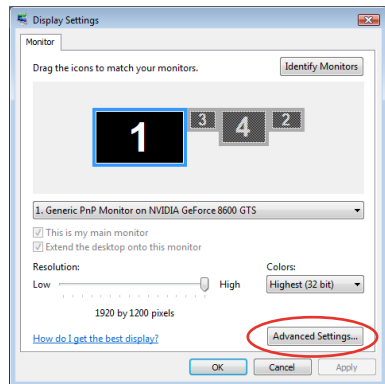 Display Settings
Monitor
Drag the icons to match your monitors.
Identify Monitors
1
3
4
2
1. Generic PnP Monitor on NVIDIA GeForce 8600 GTS
This is my main monitor
Extend the desktop onto this monitor
Resolution:
Colors:
Low
High
Highest (32 bit)
1920 by 1200 pixels
How do I get the best display?
Advanced Settings...
OK
Cancel
Apply